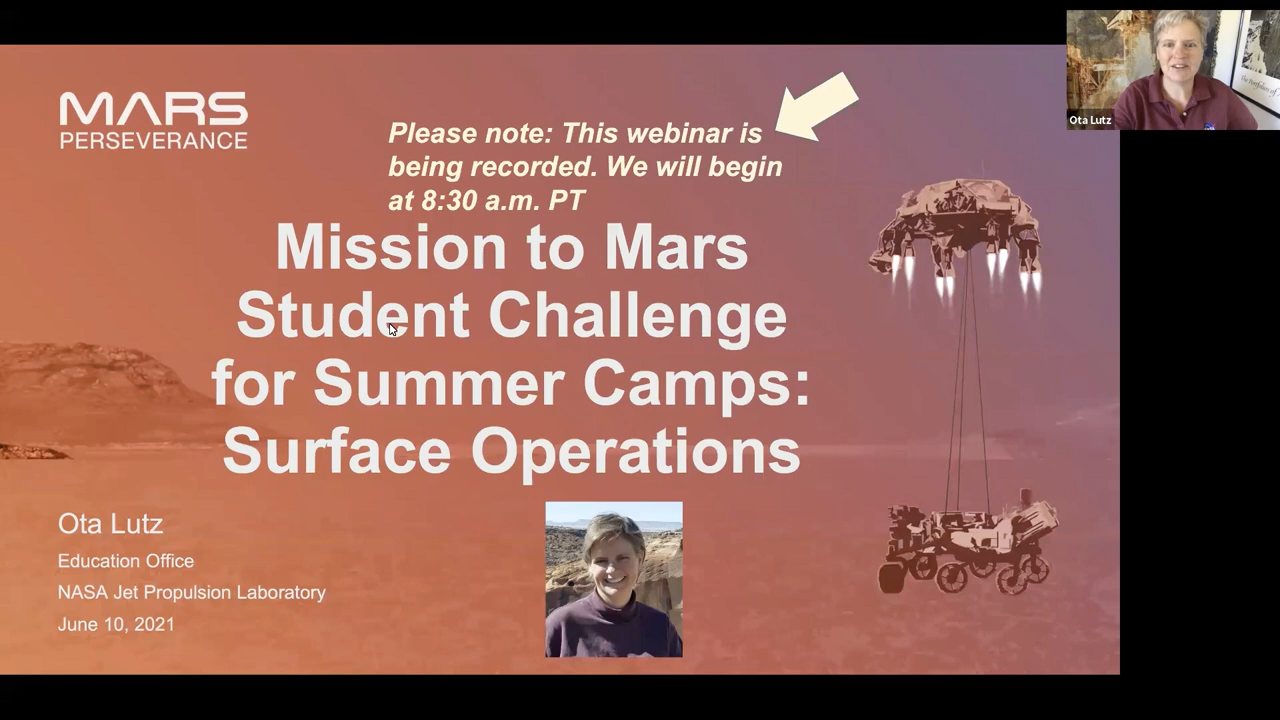 MARS
PERSEVERANCE
Please note: This webinar is
being recorded. We will begin
at 8:30 a.m. PT
Mission to Mars
Student Challenge
for Summer Camps:
Surface Operations
Ota Lutz
Education Office
NASA Jet Propulsion Laboratory
June 10, 2021
Ota Lutz